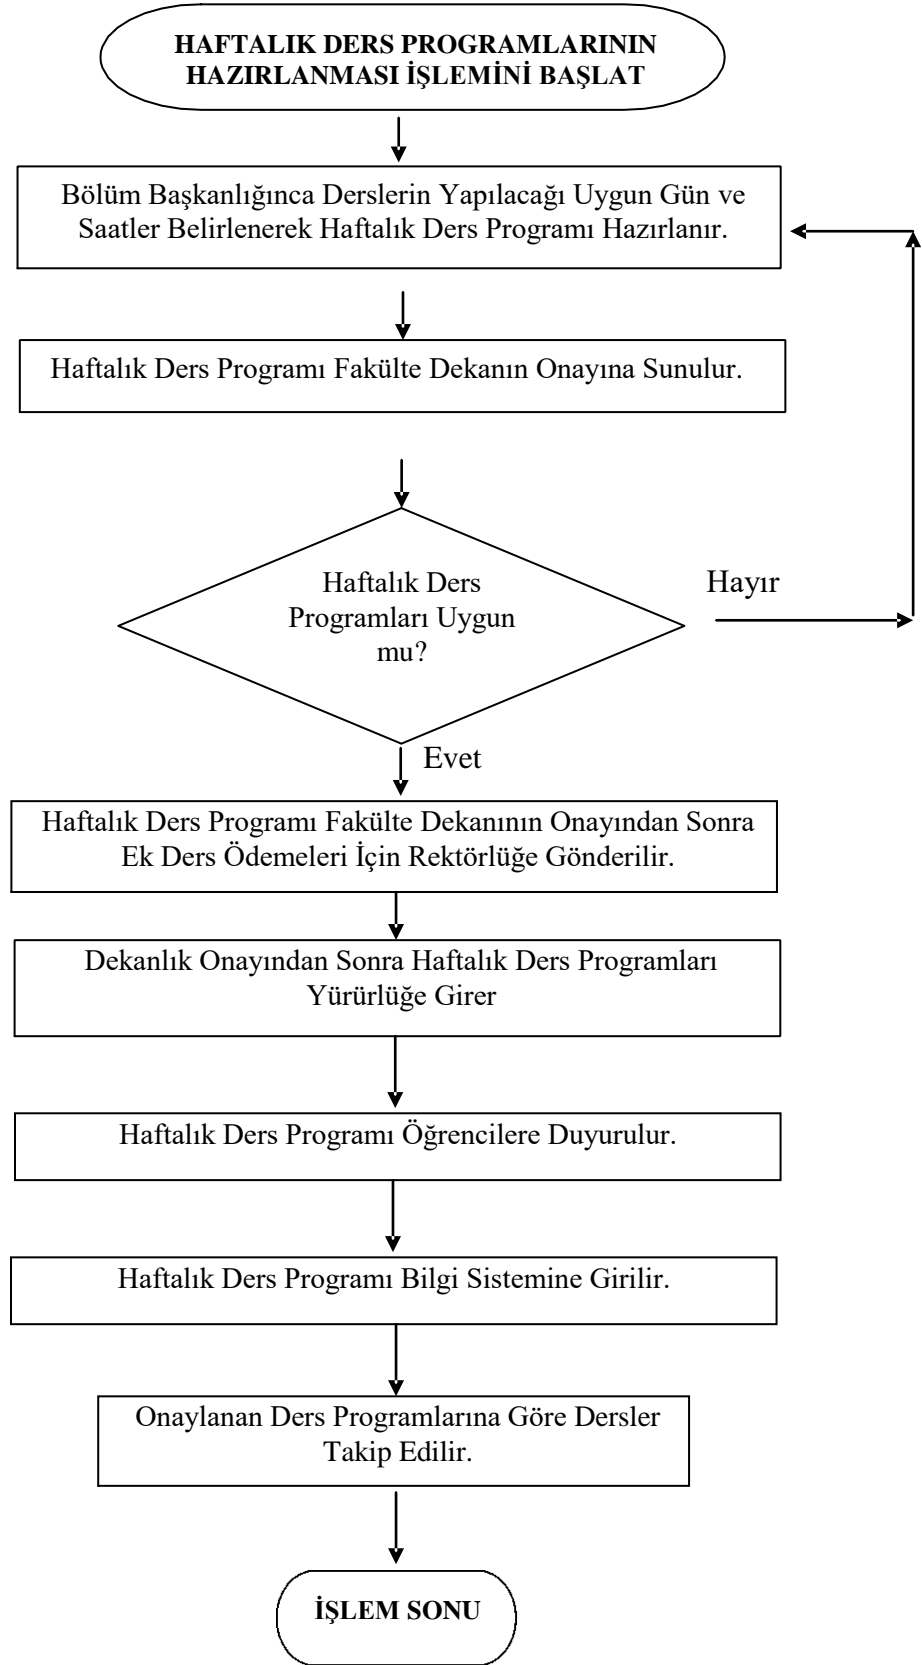 HAFTALIK DERS PROGRAMLARININ
HAZIRLANMASI İŞLEMİNİ BAŞLAT
Bölüm Başkanlığınca Derslerin Yapılacağı Uygun Gün ve
Saatler Belirlenerek Haftalık Ders Programı Hazırlanır.
Haftalık Ders Programı Fakülte Dekanın Onayına Sunulur.
Haftalık Ders
Programları Uygun
mu?
Hayır
Evet
Haftalık Ders Programı Fakülte Dekanının Onayından Sonra
Ek Ders Ödemeleri İçin Rektörlüğe Gönderilir.
Dekanlık Onayından Sonra Haftalık Ders Programları
Yürürlüğe Girer
Haftalık Ders Programı Öğrencilere Duyurulur.
Haftalık Ders Programı Bilgi Sistemine Girilir.
Onaylanan Ders Programlarına Göre Dersler
Takip Edilir.
İŞLEM SONU